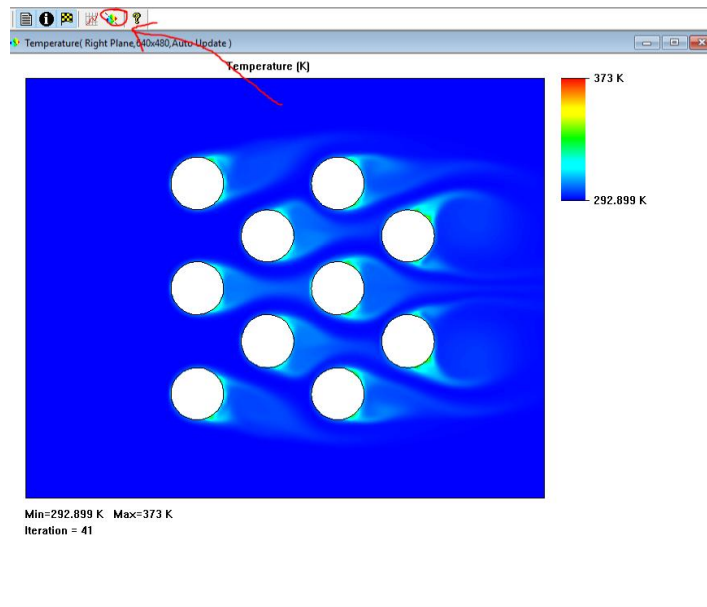 Temperature( Right Plane,640x480,Auto Update )
Temperature (K)
373 K
292.899 K
Min=292.899 K   Max=373 K
Iteration = 41